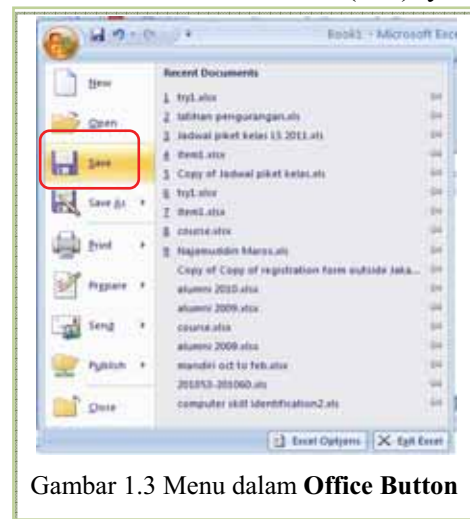 Book1 - Microsoft Exce
New
Open
Save
Save As
Print
Prepare
Send
Publish
Close
Recent Documents
1 try1.xlsx
2 latihan pengurangan.xls
3 Jadwal piket kelas LS 2011.xls
4 Item1.xlsx
5 Copy of Jadwal piket kelas.xls
6 try1.xlsx
7 Item1.xlsx
8 course.xlsx
9 Najamuddin Maros.xls
Copy of Copy of registration form outside Jaka...
alumni 2010.xlsx
alumni 2009.xlsx
course.xlsx
alumni 2009.xlsx
mandiri oct to feb.xlsx
201053-201060.xls
computer skill identification2.xls
Excel Options
Exit Excel
Gambar 1.3 Menu dalam Office Button